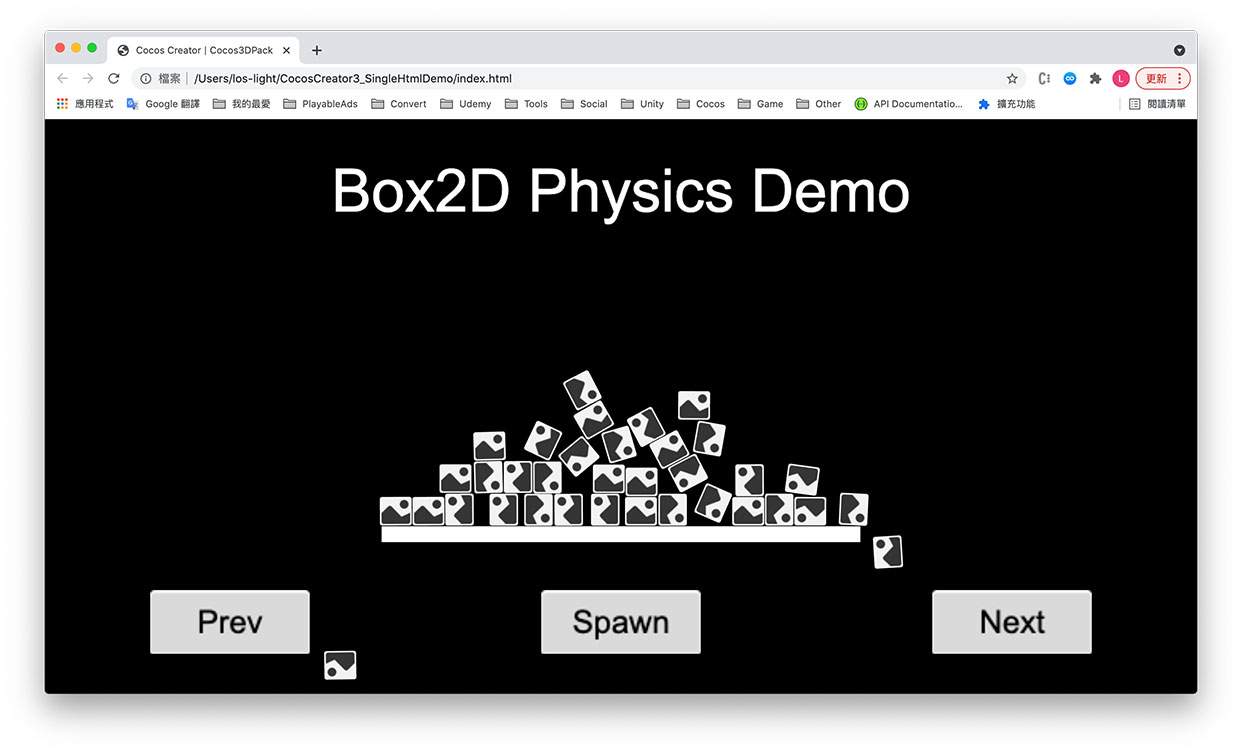 Cocos Creator | Cocos3DPack
檔案 /Users/los-light/CocosCreator3_SingleHtmlDemo/index.html L 更新
應用程式 Google 翻譯 我的最愛 PlayableAds Convert Udemy Tools Social Unity Cocos Game Other API Documentatio... 擴充功能 閱讀清單
Box2D Physics Demo
Prev Spawn Next